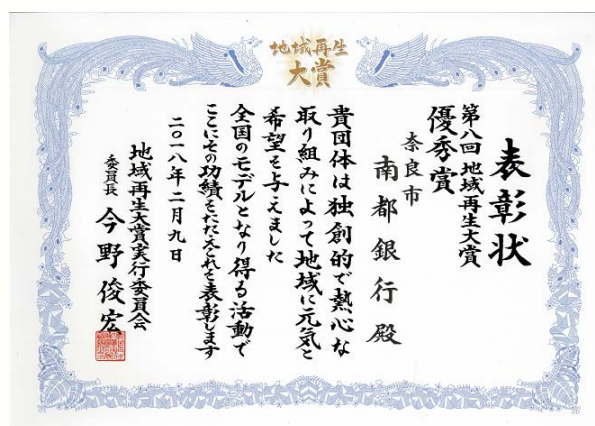 地域再生
大賞
表彰状
第八回地域再生大賞
優秀賞
奈良市
南都銀行殿
貴団体は独創的で熱心な
取り組みによって地域に元気と
希望を与えました
全国のモデルとなり得る活動で
ここにその功績をたたえこれを表彰します
二〇一八年二月九日
地域再生大賞実行委員会
委員長 今野俊宏